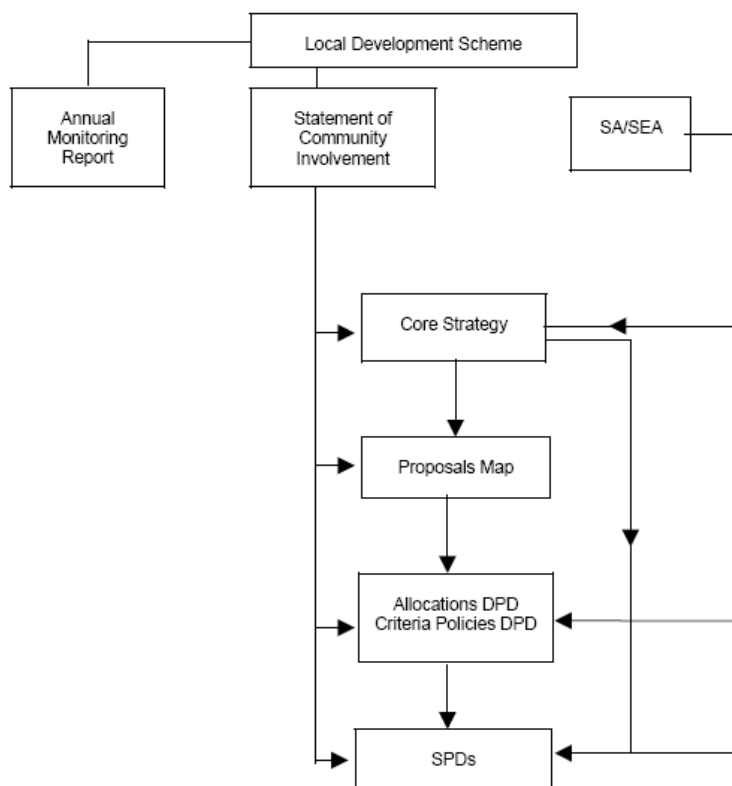 Local Development Scheme
Annual
Monitoring
Report
Statement of
Community
Involvement
SA/SEA
Core Strategy
Proposals Map
Allocations DPD
Criteria Policies DPD
SPDs